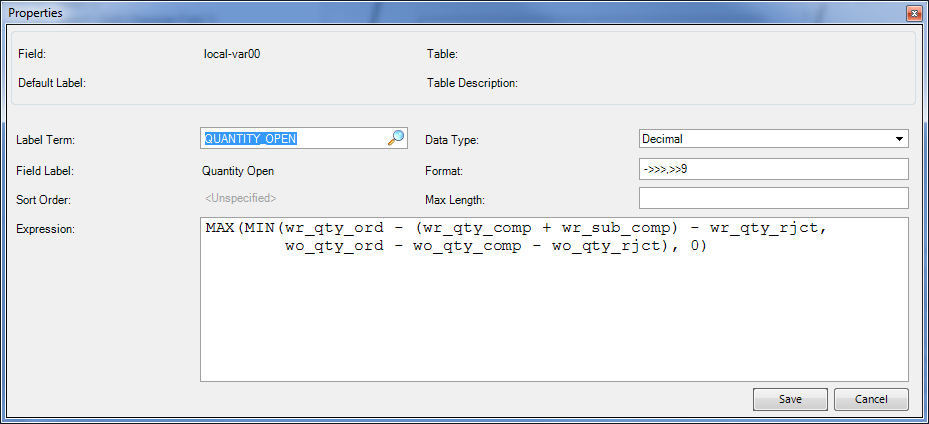 Properties
Field: local-var00 Table:
Default Label: Table Description:
Label Term: QUANTITY_OPEN Data Type: Decimal
Field Label: Quantity Open Format: ->>>,>>9
Sort Order: <Unspecified> Max Length:
Expression: MAX(MIN(wr_qty_ord - (wr_qty_comp + wr_sub_comp) - wr_qty_rjct,
wo_qty_ord - wo_qty_comp - wo_qty_rjct), 0)
Save Cancel